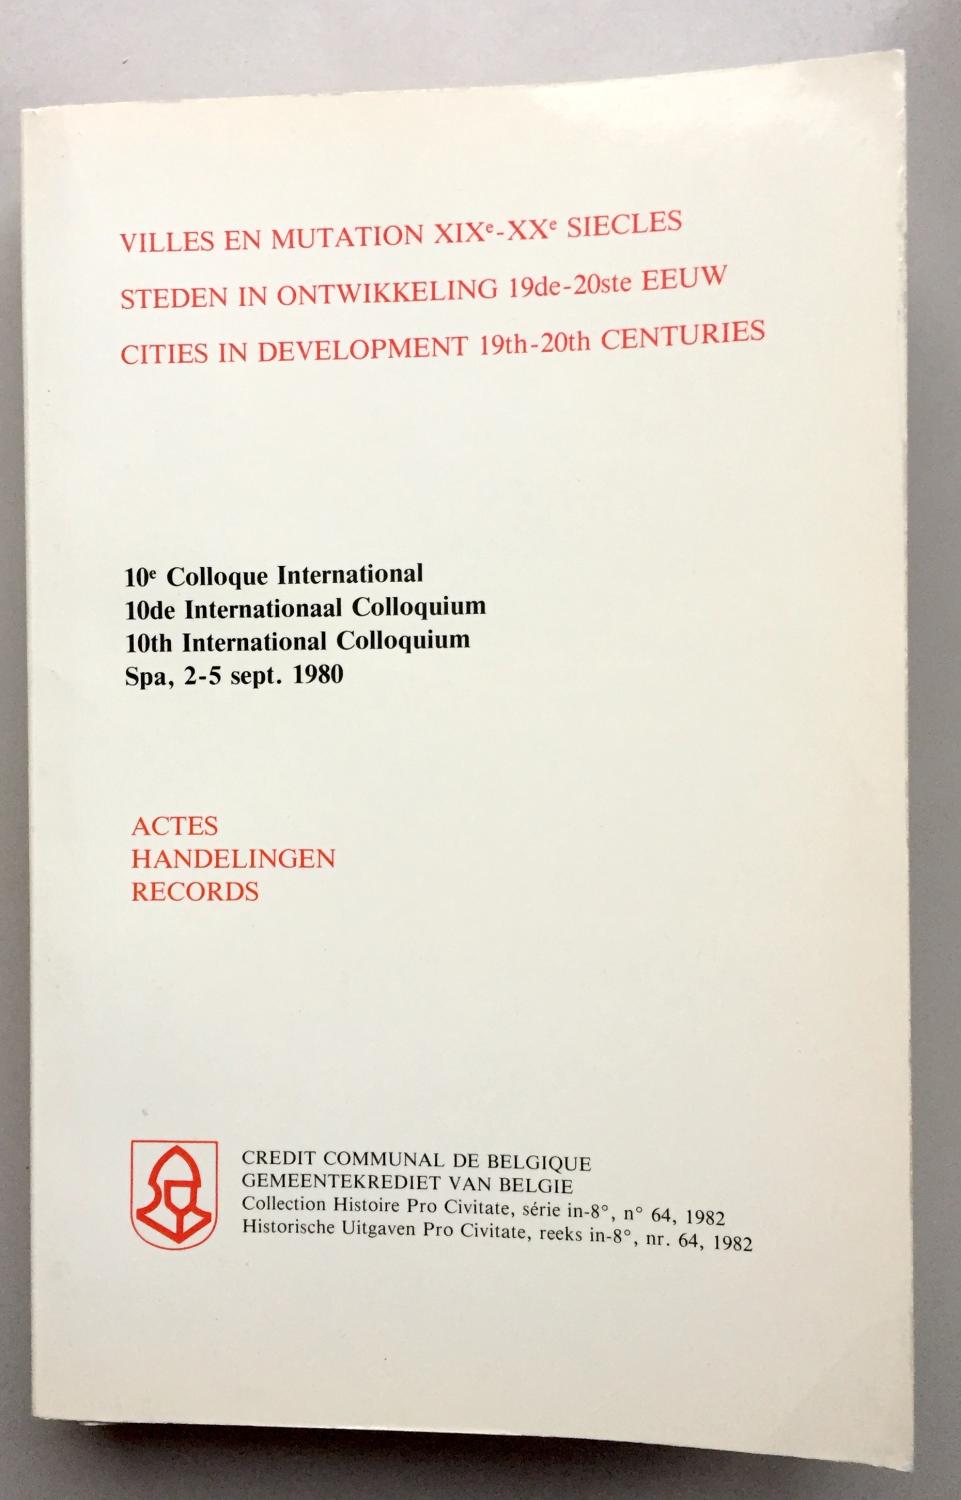 VILLES EN MUTATION XIXᵉ-XXᵉ SIECLES
STEDEN IN ONTWIKKELING 19de-20ste EEUW
CITIES IN DEVELOPMENT 19th-20th CENTURIES
10ᵉ Colloque International
10de Internationaal Colloquium
10th International Colloquium
Spa, 2-5 sept. 1980
ACTES
HANDELINGEN
RECORDS
CREDIT COMMUNAL DE BELGIQUE
GEMEENTEKREDIET VAN BELGIE
Collection Histoire Pro Civitate, série in-8°, n° 64, 1982
Historische Uitgaven Pro Civitate, reeks in-8°, nr. 64, 1982